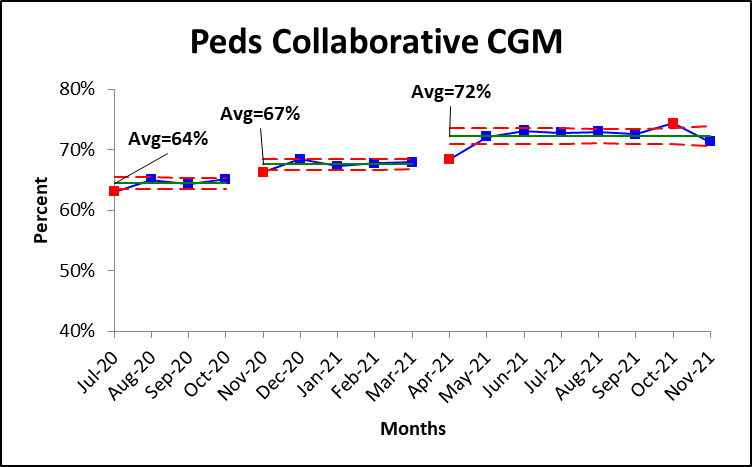 Peds Collaborative CGM
80%
70%
60%
50%
40%
Percent
Avg=64%
Avg=67%
Avg=72%
Jul-20
Aug-20
Sep-20
Oct-20
Nov-20
Dec-20
Jan-21
Feb-21
Mar-21
Apr-21
May-21
Jun-21
Jul-21
Aug-21
Sep-21
Oct-21
Nov-21
Months